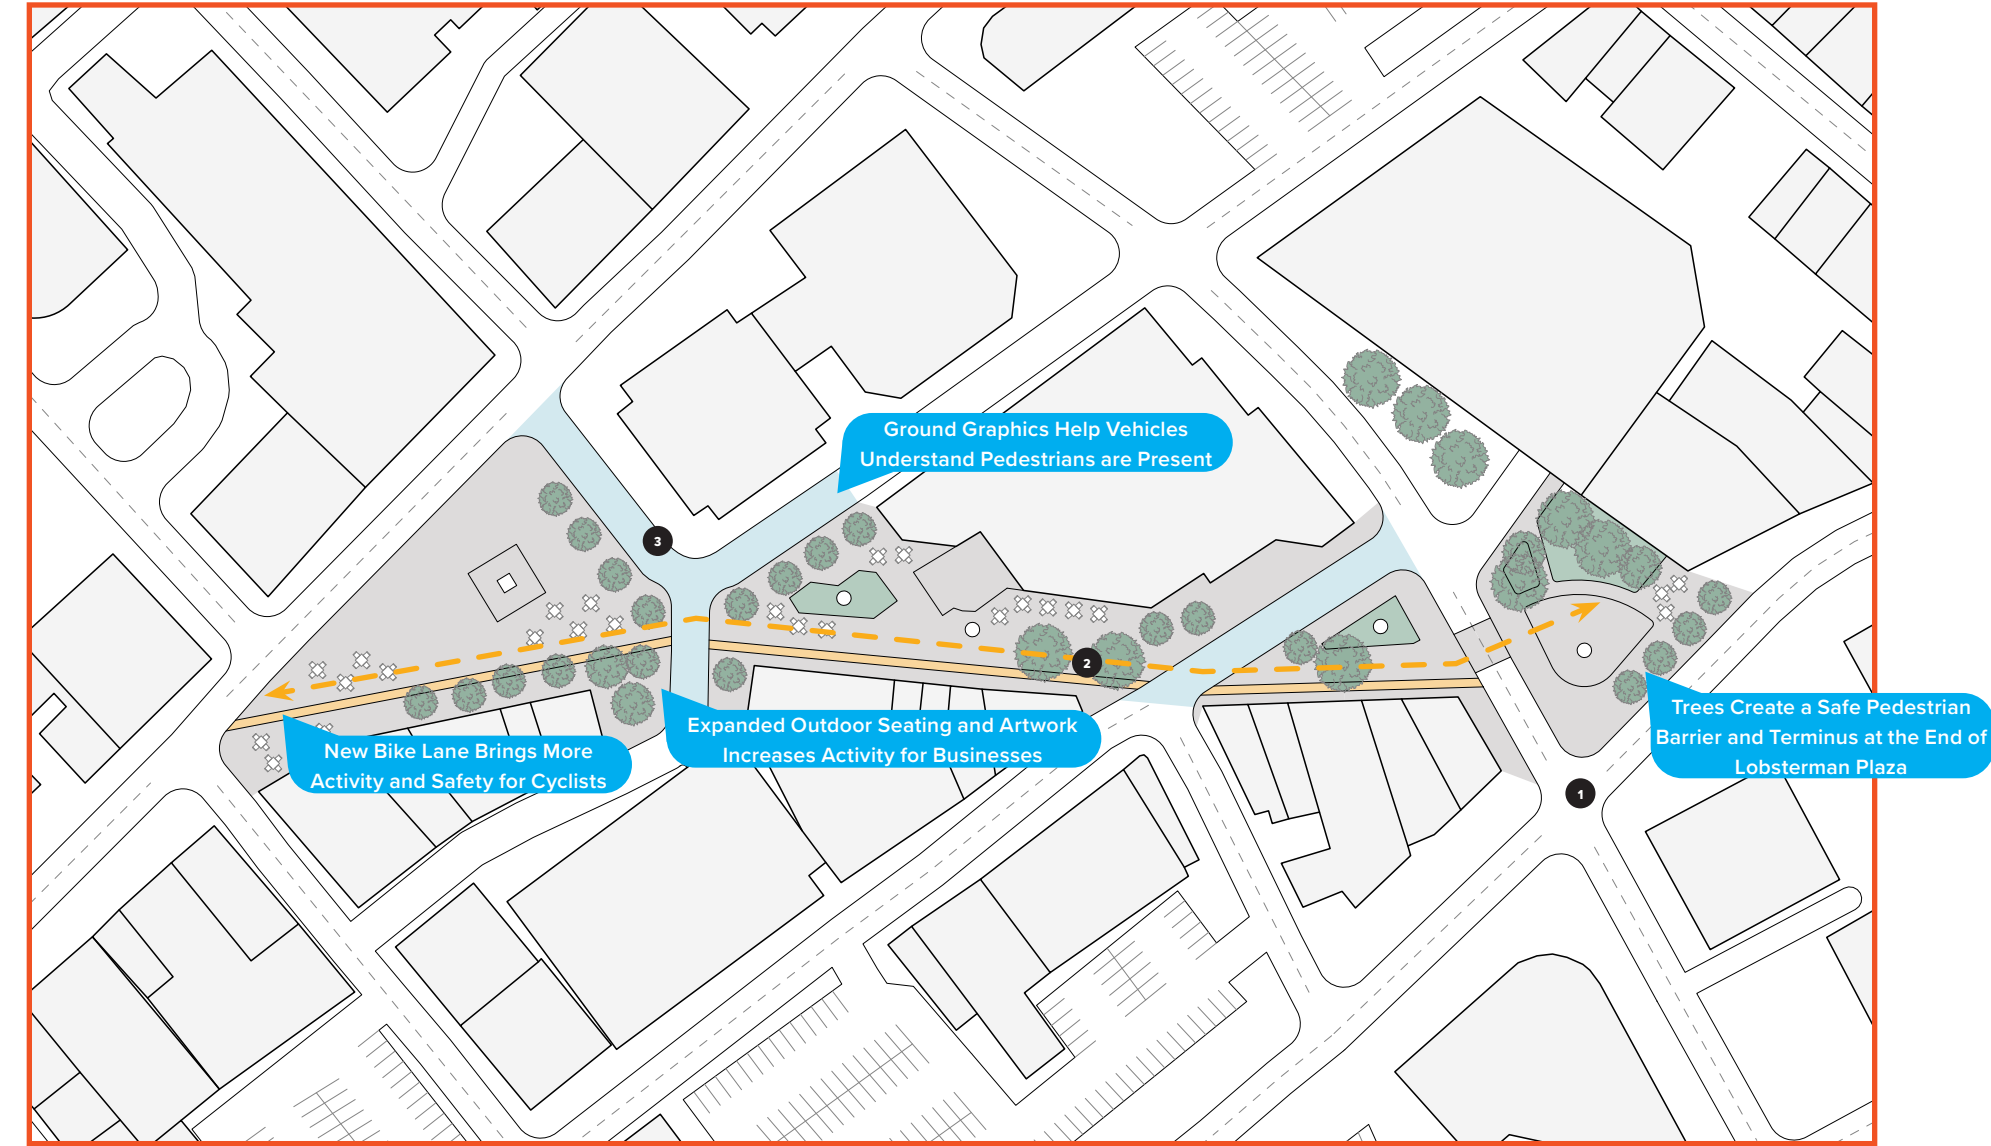 Ground Graphics Help Vehicles
Understand Pedestrians are Present
3
2
Expanded Outdoor Seating and Artwork
Increases Activity for Businesses
New Bike Lane Brings More
Activity and Safety for Cyclists
Trees Create a Safe Pedestrian
Barrier and Terminus at the End of
Lobsterman Plaza
1